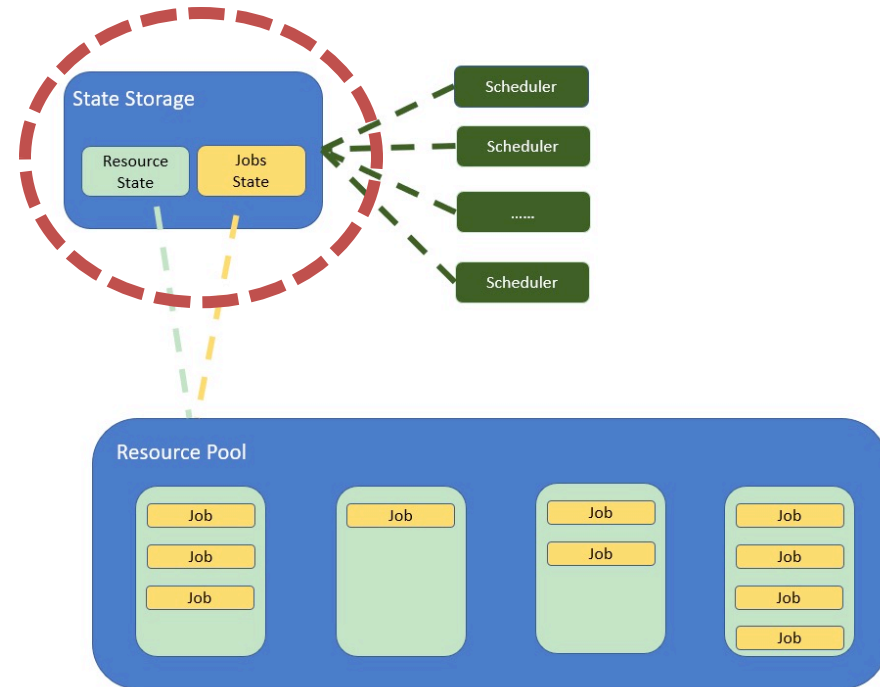 State Storage
Resource
State
Jobs
State
Scheduler
Scheduler
......
Scheduler
Resource Pool
Job
Job
Job
Job
Job
Job
Job
Job
Job
Job